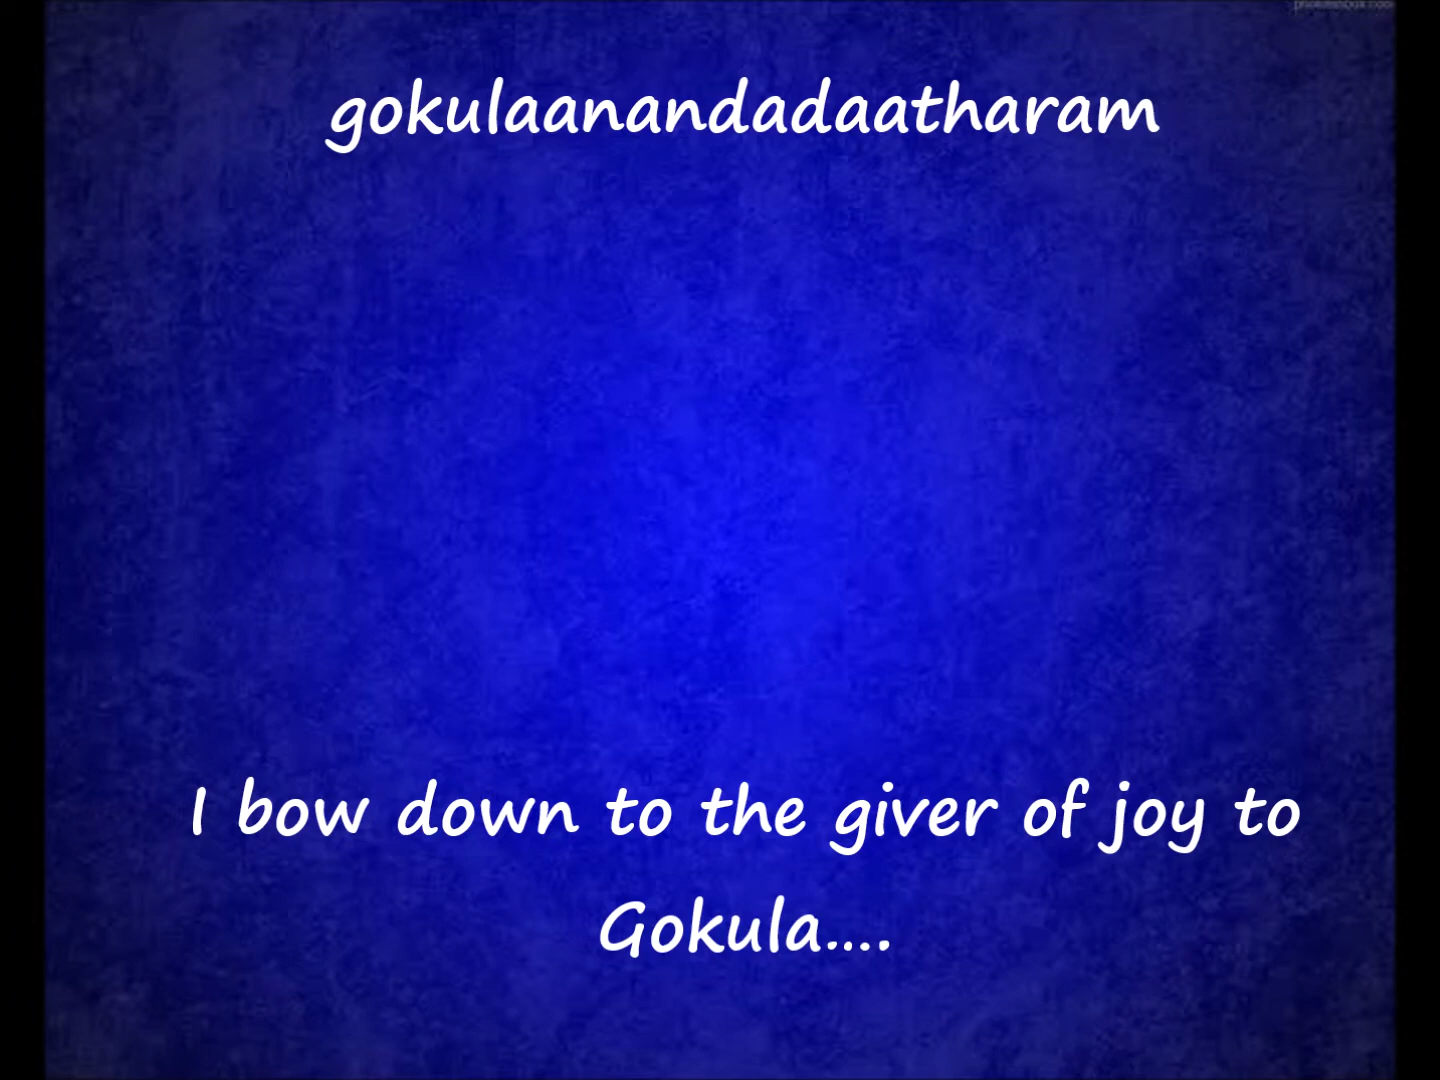 gokulaanandadaatharam
I bow down to the giver of joy to
Gokula....